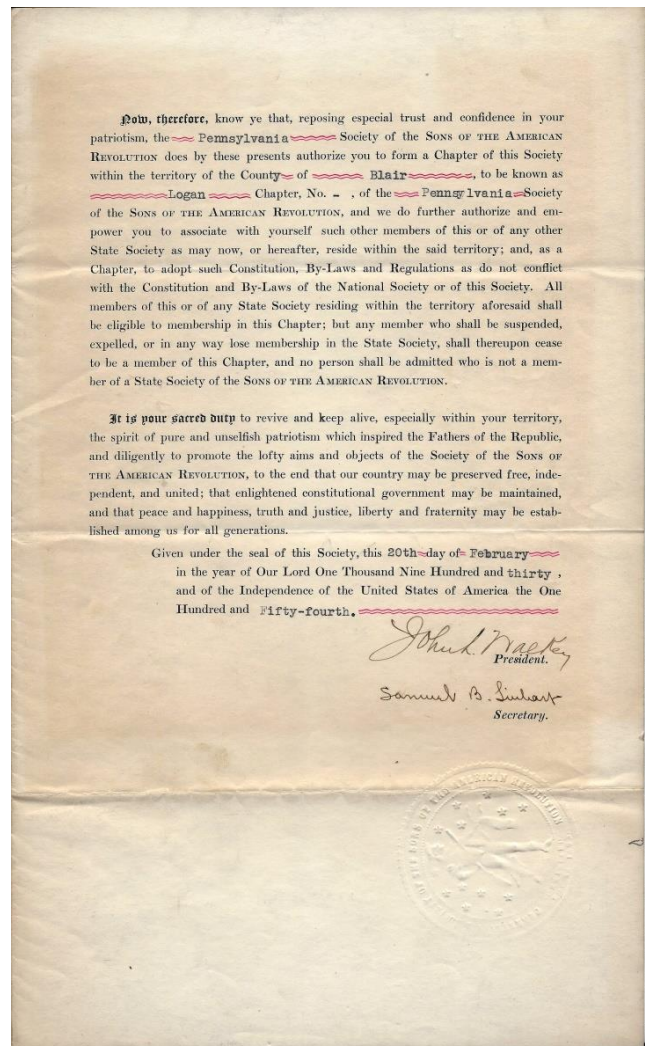 Now, therefore, know ye that, reposing especial trust and confidence in your
patriotism, the Pennsylvania Society of the SONS OF THE AMERICAN
REVOLUTION does by these presents authorize you to form a Chapter of this Society
within the territory of the County of Blair, to be known as
Logan Chapter, No. - , of the Pennsylvania Society
of the SONS OF THE AMERICAN REVOLUTION, and we do further authorize and em-
power you to associate with yourself such other members of this or of any other
State Society as may now, or hereafter, reside within the said territory; and, as a
Chapter, to adopt such Constitution, By-Laws and Regulations as do not conflict
with the Constitution and By-Laws of the National Society or of this Society. All
members of this or of any State Society residing within the territory aforesaid shall
be eligible to membership in this Chapter; but any member who shall be suspended,
expelled, or in any way lose membership in the State Society, shall thereupon cease
to be a member of this Chapter, and no person shall be admitted who is not a mem-
ber of a State Society of the SONS OF THE AMERICAN REVOLUTION.
It is your sacred duty to revive and keep alive, especially within your territory,
the spirit of pure and unselfish patriotism which inspired the Fathers of the Republic,
and diligently to promote the lofty aims and objects of the Society of the SONS OF
THE AMERICAN REVOLUTION, to the end that our country may be preserved free, inde-
pendent, and united; that enlightened constitutional government may be maintained,
and that peace and happiness, truth and justice, liberty and fraternity may be estab-
lished among us for all generations.
Given under the seal of this Society, this 20th day of February
in the year of Our Lord One Thousand Nine Hundred and thirty ,
and of the Independence of the United States of America the One
Hundred and Fifty-fourth.
John L. Walker
President.
Samuel B.
Secretary.
SONS OF THE AMERICAN REVOLUTION